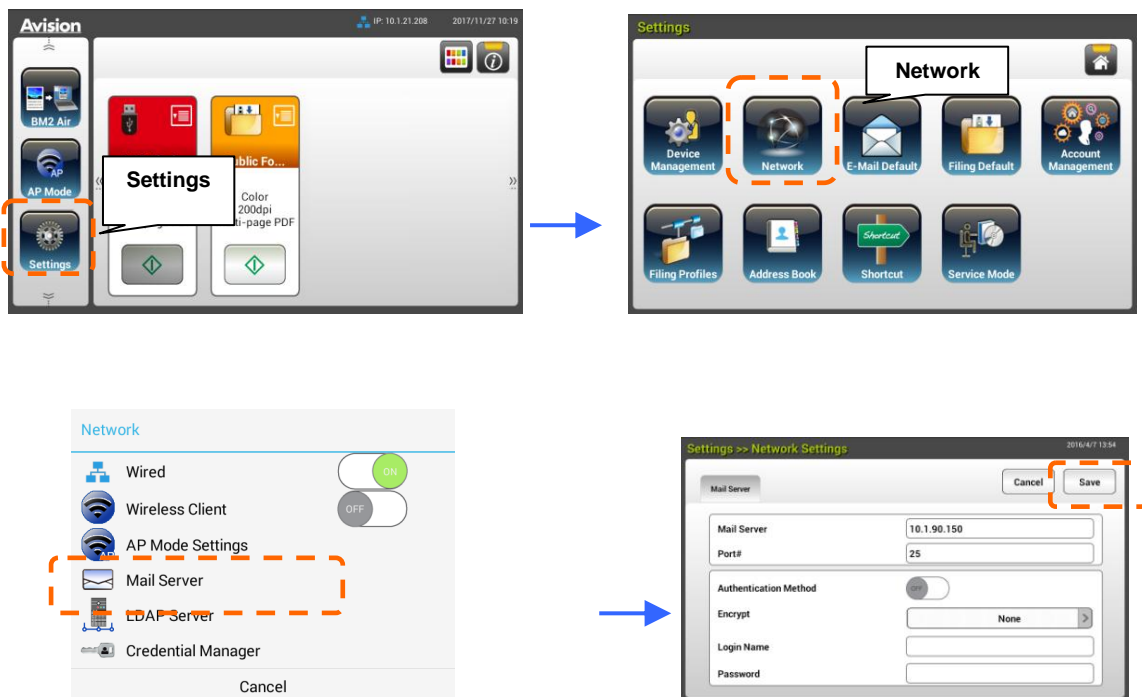 Avision
IP: 10.1.21.208 2017/11/27 10:19
BM2 Air
AP Mode
Settings
Settings
ublic Fo...
Color
200dpi
ti-page PDF
Settings
Network
Device
Management
Network
E-Mail Default
Filing Default
Account
Management
Filing Profiles
Address Book
Shortcut
Shortcut
Service Mode
Network
Wired
ON
Wireless Client
OFF
AP
AP Mode Settings
Mail Server
LDAP Server
Credential Manager
Cancel
Settings >> Network Settings
2016/4/7 13:54
Mail Server
Cancel
Save
Mail Server 10.1.90.150
Port# 25
Authentication Method OFF
Encrypt None
Login Name
Password